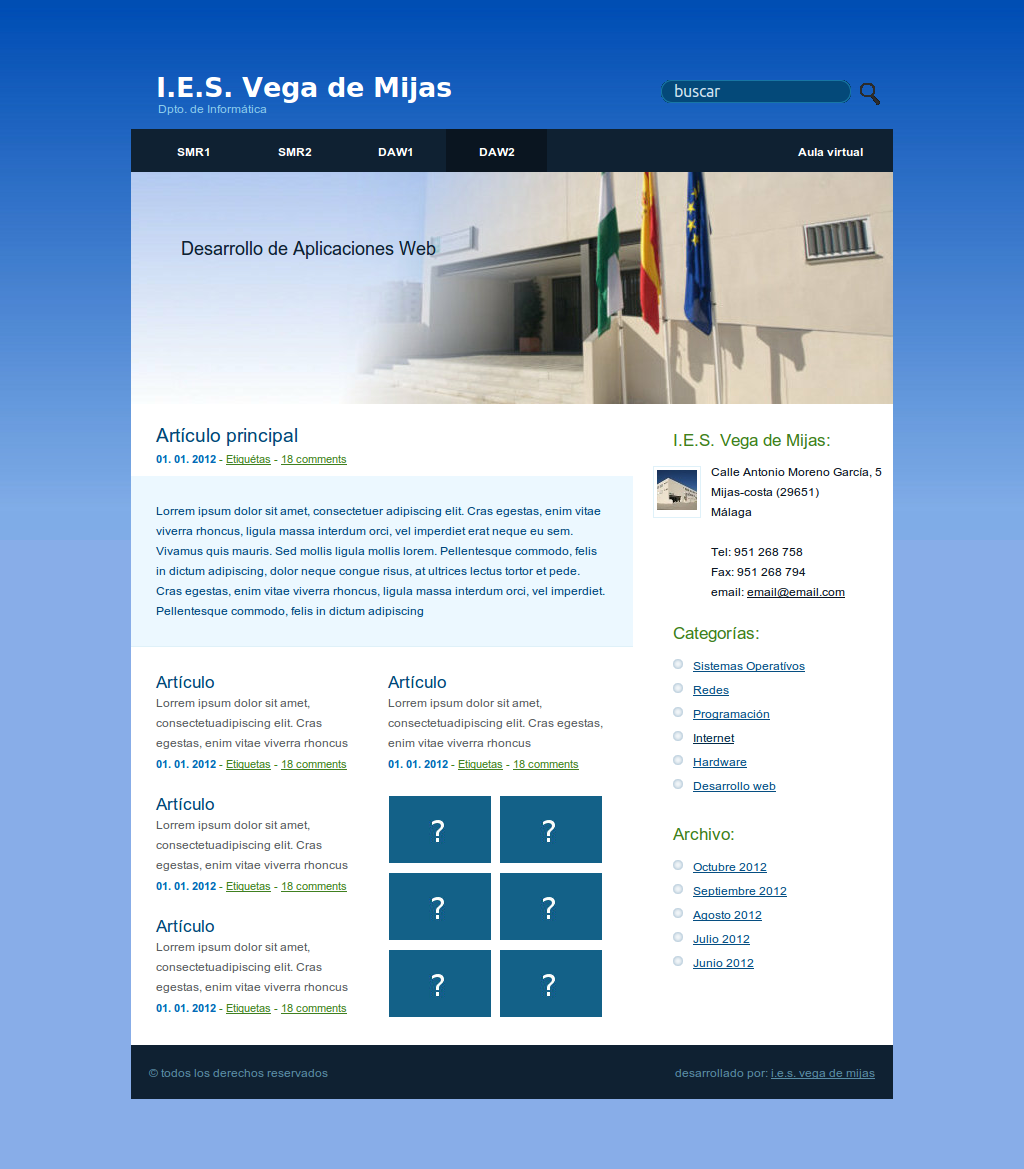 I.E.S. Vega de Mijas
Dpto. de Informática
buscar
SMR1 SMR2 DAW1 DAW2 Aula virtual
Desarrollo de Aplicaciones Web
Artículo principal
01. 01. 2012 - Etiquétas - 18 comments
Lorem ipsum dolor sit amet, consectetuer adipiscing elit. Cras egestas, enim vitae
viverra rhoncus, ligula massa interdum orci, vel imperdiet erat neque eu sem.
Vivamus quis mauris. Sed mollis ligula mollis lorem. Pellentesque commodo, felis
in dictum adipiscing, dolor neque congue risus, at ultrices lectus tortor et pede.
Cras egestas, enim vitae viverra rhoncus, ligula massa interdum orci, vel imperdiet.
Pellentesque commodo, felis in dictum adipiscing
Artículo
Lorem ipsum dolor sit amet,
consectetuadipiscing elit. Cras
egestas, enim vitae viverra rhoncus
01. 01. 2012 - Etiquetas - 18 comments
Artículo
Lorem ipsum dolor sit amet,
consectetuadipiscing elit. Cras egestas,
enim vitae viverra rhoncus
01. 01. 2012 - Etiquetas - 18 comments
Artículo
Lorem ipsum dolor sit amet,
consectetuadipiscing elit. Cras
egestas, enim vitae viverra rhoncus
01. 01. 2012 - Etiquetas - 18 comments
Artículo
Lorem ipsum dolor sit amet,
consectetuadipiscing elit. Cras
egestas, enim vitae viverra rhoncus
01. 01. 2012 - Etiquetas - 18 comments
? ?
? ?
? ?
I.E.S. Vega de Mijas:
Calle Antonio Moreno García, 5
Mijas-costa (29651)
Málaga
Tel: 951 268 758
Fax: 951 268 794
email: email@email.com
Categorías:
Sistemas Operatívos
Redes
Programación
Internet
Hardware
Desarrollo web
Archivo:
Octubre 2012
Septiembre 2012
Agosto 2012
Julio 2012
Junio 2012
© todos los derechos reservados
desarrollado por: i.e.s. vega de mijas